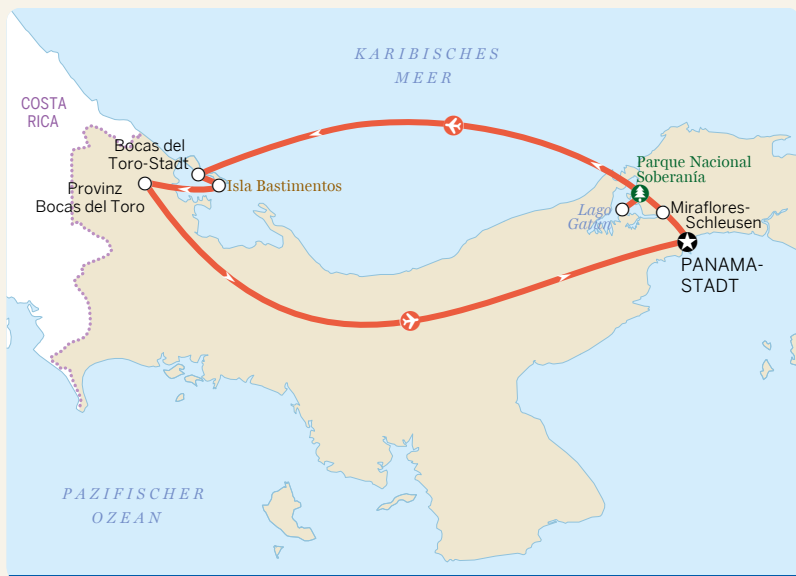 KARIBISCHES
MEER
COSTA
RICA
Bocas del
Toro-Stadt
Provinz
Bocas del Toro
Isla Bastimentos
Parque Nacional
Soberanía
Lago
Gatún
Miraflores-
Schleusen
PANAMA-
STADT
PAZIFISCHER
OZEAN